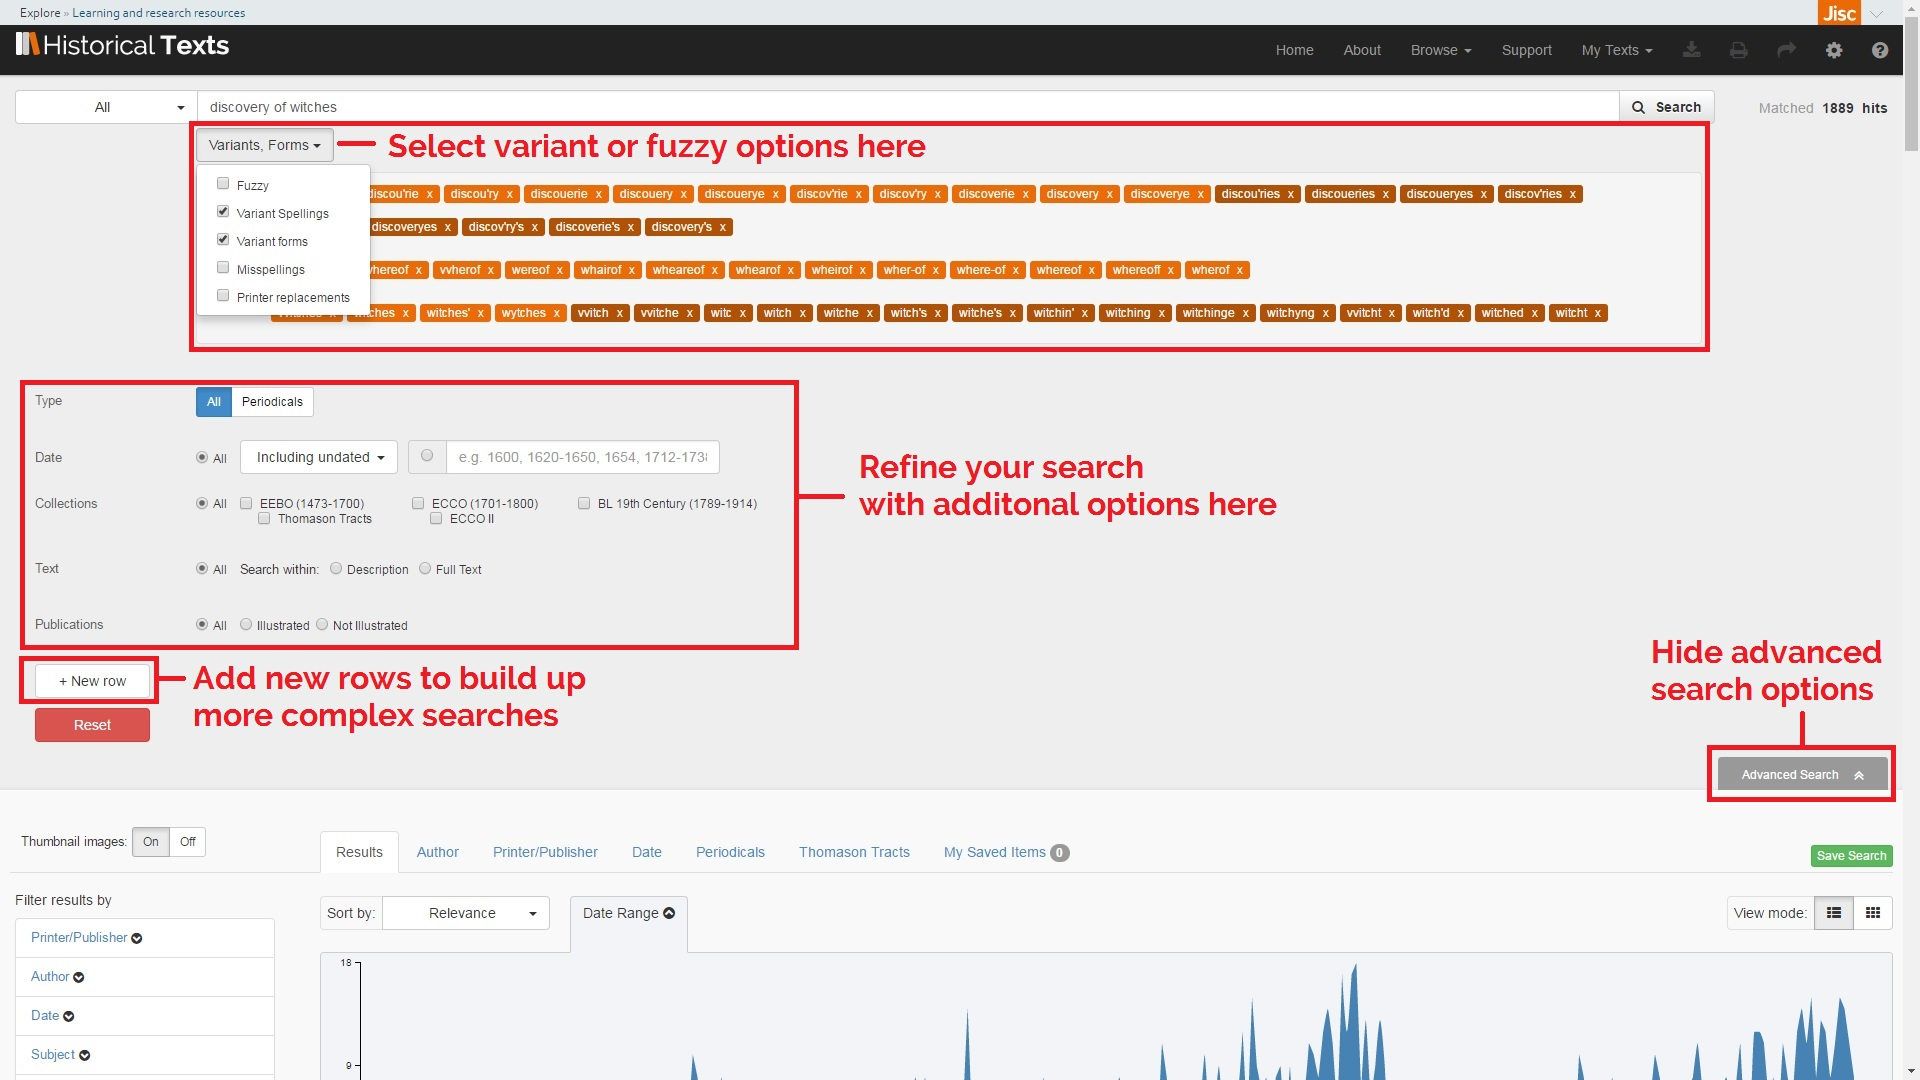 Explore » Learning and research resources
Jisc
Historical Texts
Home About Browse Support My Texts
All discovery of witches Search Matched 1889 hits
Variants, Forms Select variant or fuzzy options here
Fuzzy
discou'rie x discou'ry x discouerie x discouery x discouerye x discov'rie x discov'ry x discoverie x discovery x discoverye x discou'ries x discoueries x discoueryes x discov'ries x
Variant Spellings
discoveryes x discov'ry's x discoverie's x discovery's x
Variant forms
Misspellings
whereof x vvherof x wereof x whairof x wheareof x whearof x wheirof x wher-of x where-of x whereof x whereoff x wherof x
Printer replacements
witches x witches' x wytches x vvitch x vvitche x witc x witch x witche x witch's x witche's x witchin' x witching x witchinge x witchyng x vvitcht x witch'd x witched x witcht x
Type All Periodicals
Date All Including undated e.g. 1600, 1620-1650, 1654, 1712-1738
Refine your search
with additonal options here
Collections All EEBO (1473-1700) ECCO (1701-1800) BL 19th Century (1789-1914)
Thomason Tracts ECCO II
Text All Search within: Description Full Text
Publications All Illustrated Not Illustrated
Hide advanced
search options
+ New row Add new rows to build up
more complex searches
Reset
Advanced Search
Thumbnail images: On Off
Results Author Printer/Publisher Date Periodicals Thomason Tracts My Saved Items 0
Save Search
Filter results by
Sort by: Relevance Date Range View mode:
Printer/Publisher
Author
Date
Subject
18
9